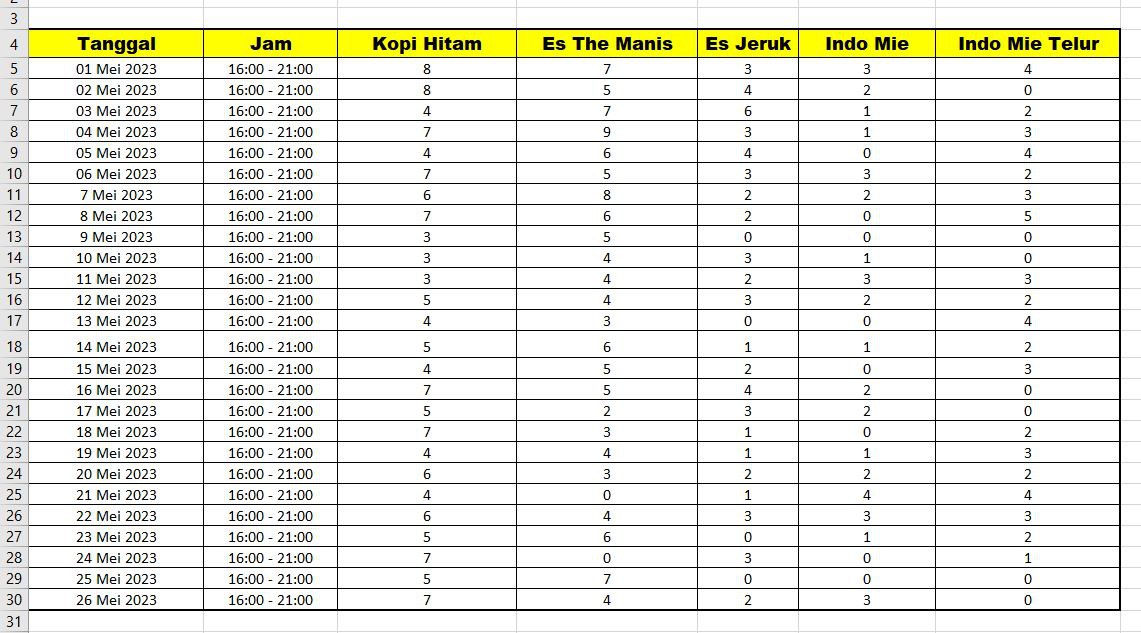 3
4 Tanggal Jam Kopi Hitam Es The Manis Es Jeruk Indo Mie Indo Mie Telur
5 01 Mei 2023 16:00 - 21:00 8 7 3 3 4
6 02 Mei 2023 16:00 - 21:00 8 5 4 2 0
7 03 Mei 2023 16:00 - 21:00 4 7 6 1 2
8 04 Mei 2023 16:00 - 21:00 7 9 3 1 3
9 05 Mei 2023 16:00 - 21:00 4 6 4 0 4
10 06 Mei 2023 16:00 - 21:00 7 5 3 3 2
11 7 Mei 2023 16:00 - 21:00 6 8 2 2 3
12 8 Mei 2023 16:00 - 21:00 7 6 2 0 5
13 9 Mei 2023 16:00 - 21:00 3 5 0 0 0
14 10 Mei 2023 16:00 - 21:00 3 4 3 1 0
15 11 Mei 2023 16:00 - 21:00 3 4 2 3 3
16 12 Mei 2023 16:00 - 21:00 5 4 3 2 2
17 13 Mei 2023 16:00 - 21:00 4 3 0 0 4
18 14 Mei 2023 16:00 - 21:00 5 6 1 1 2
19 15 Mei 2023 16:00 - 21:00 4 5 2 0 3
20 16 Mei 2023 16:00 - 21:00 7 5 4 2 0
21 17 Mei 2023 16:00 - 21:00 5 2 3 2 0
22 18 Mei 2023 16:00 - 21:00 7 3 1 0 2
23 19 Mei 2023 16:00 - 21:00 4 4 1 1 3
24 20 Mei 2023 16:00 - 21:00 6 3 2 2 2
25 21 Mei 2023 16:00 - 21:00 4 0 1 4 4
26 22 Mei 2023 16:00 - 21:00 6 4 3 3 3
27 23 Mei 2023 16:00 - 21:00 5 6 0 1 2
28 24 Mei 2023 16:00 - 21:00 7 0 3 0 1
29 25 Mei 2023 16:00 - 21:00 5 7 0 0 0
30 26 Mei 2023 16:00 - 21:00 7 4 2 3 0
31